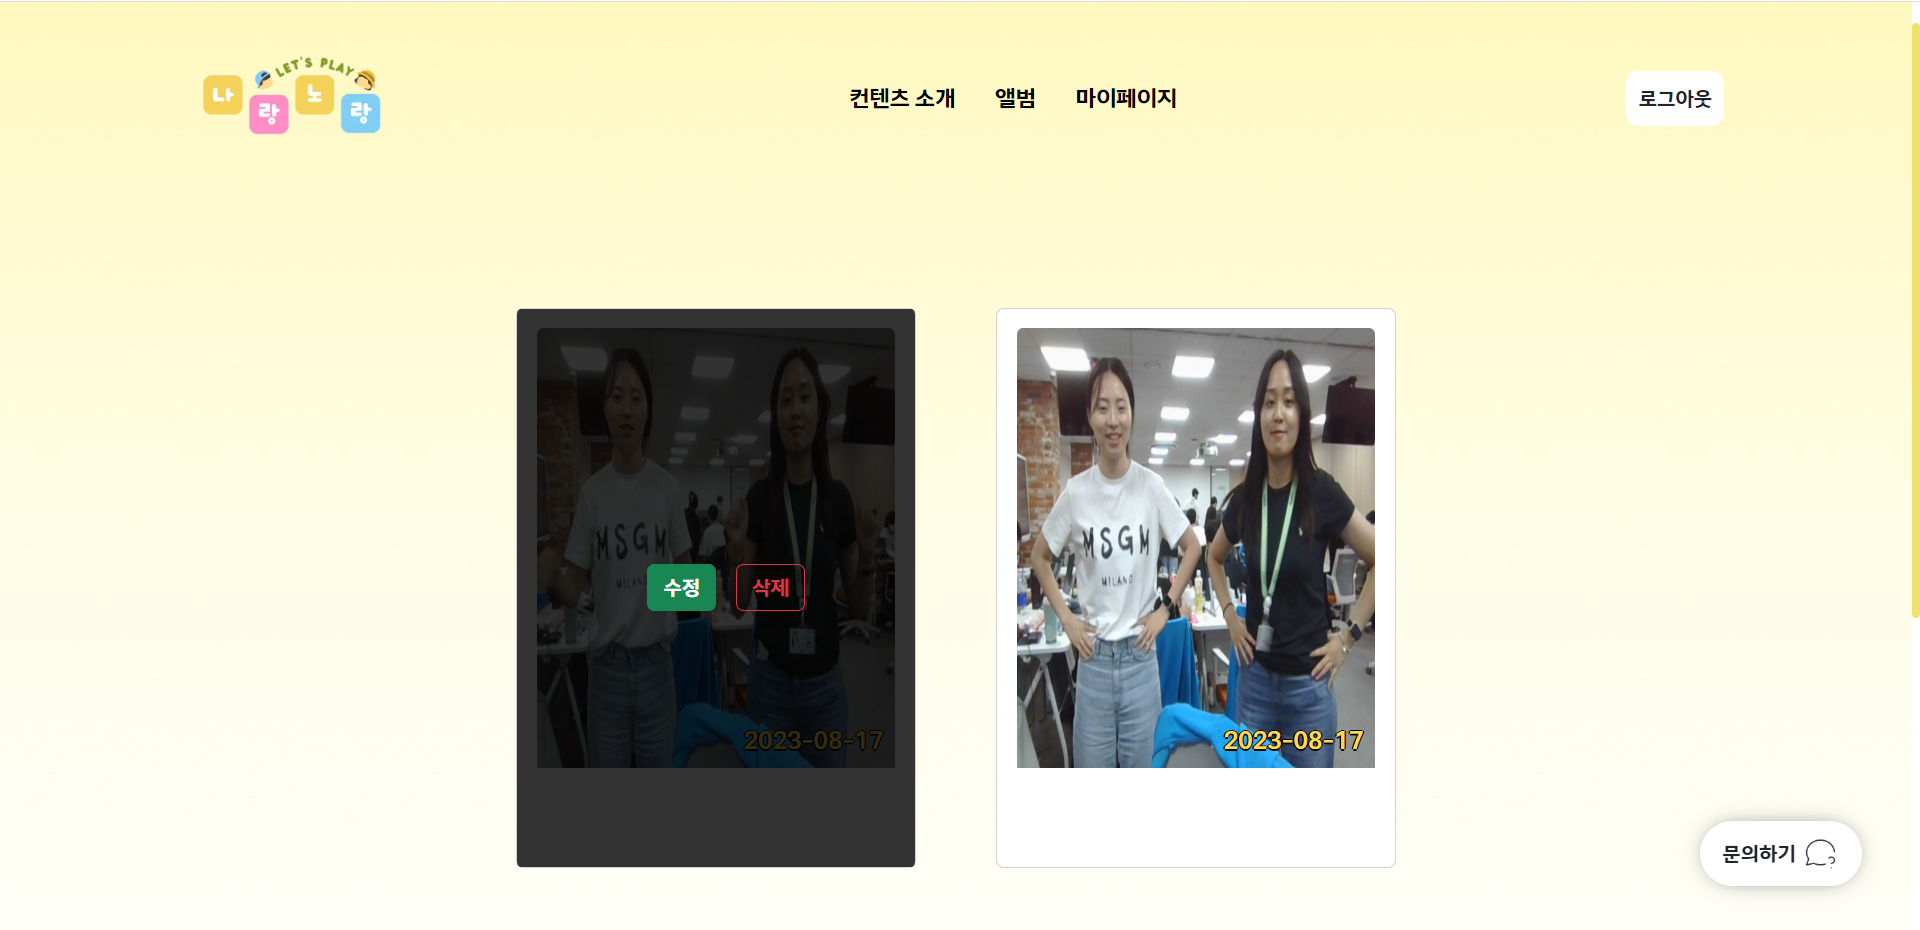 LET'S PLAY
나랑노랑
컨텐츠 소개 앨범 마이페이지
로그아웃
MSGM
MILANO
수정 삭제
2023-08-17
MSGM
MILANO
2023-08-17
문의하기